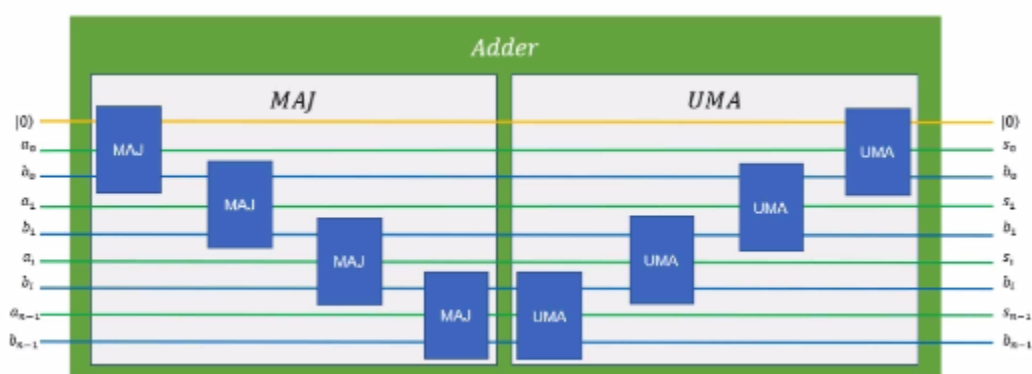 Adder
MAJ UMA
|0⟩ |0⟩
MAJ UMA
a₀ s₀
b₀ b₀
MAJ UMA
a₁ s₁
b₁ b₁
MAJ UMA
aᵢ sᵢ
bᵢ bᵢ
MAJ UMA
aₙ₋₁ sₙ₋₁
bₙ₋₁ bₙ₋₁